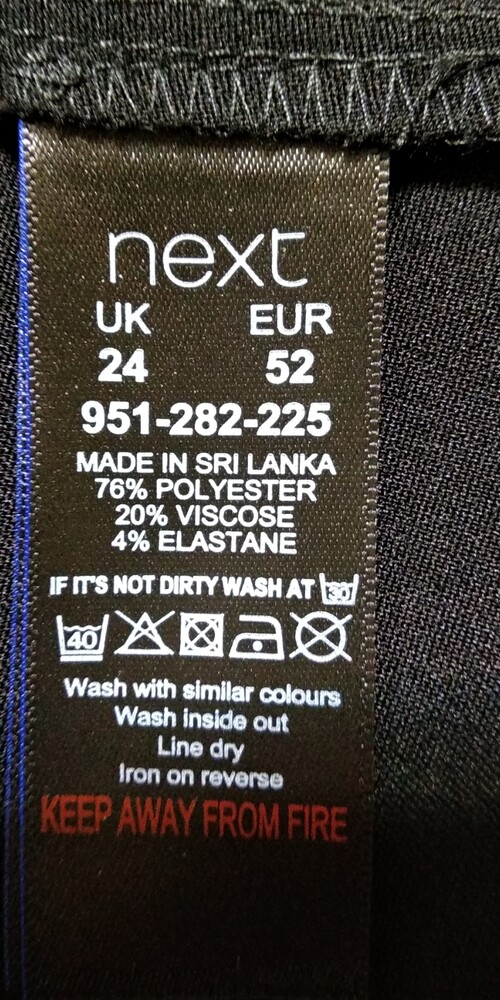 next
UK EUR
24 52
951-282-225
MADE IN SRI LANKA
76% POLYESTER
20% VISCOSE
4% ELASTANE
IF IT'S NOT DIRTY WASH AT 30
40
Wash with similar colours
Wash inside out
Line dry
Iron on reverse
KEEP AWAY FROM FIRE